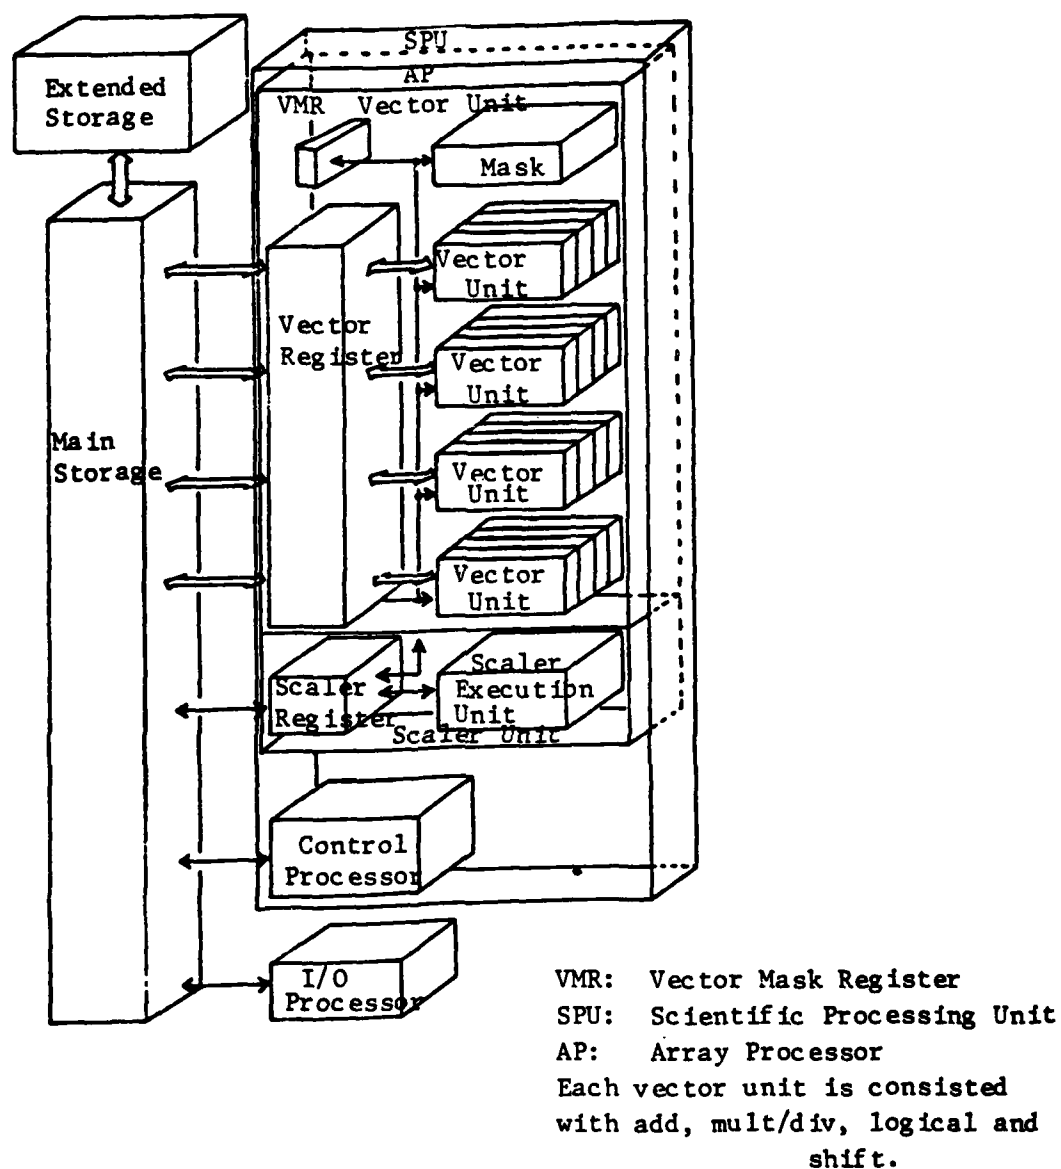 SPU
AP
Extended
Storage
VMR Vector Unit
Mask
Vector
Unit
Vector
Register
Vector
Unit
Main
Storage
Vector
Unit
Vector
Unit
Scaler
Register
Scaler
Execution
Unit
Scaler Unit
Control
Processor
I/O
Processor
VMR: Vector Mask Register
SPU: Scientific Processing Unit
AP: Array Processor
Each vector unit is consisted
with add, mult/div, logical and
shift.